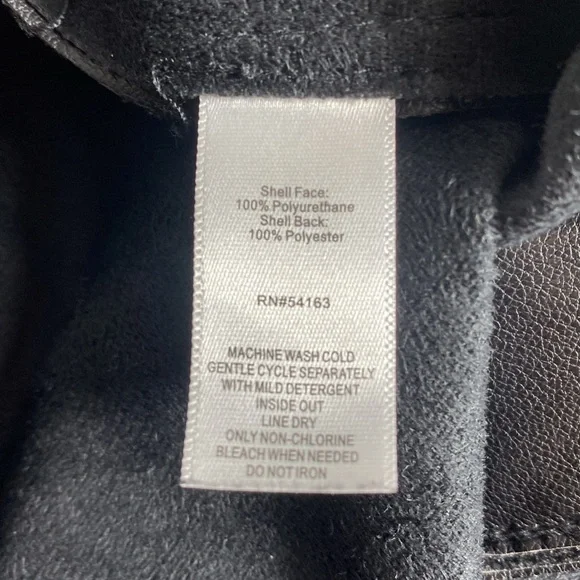 Shell Face:
100% Polyurethane
Shell Back:
100% Polyester
RN#54163
MACHINE WASH COLD
GENTLE CYCLE SEPARATELY
WITH MILD DETERGENT
INSIDE OUT
LINE DRY
ONLY NON-CHLORINE
BLEACH WHEN NEEDED
DO NOT IRON